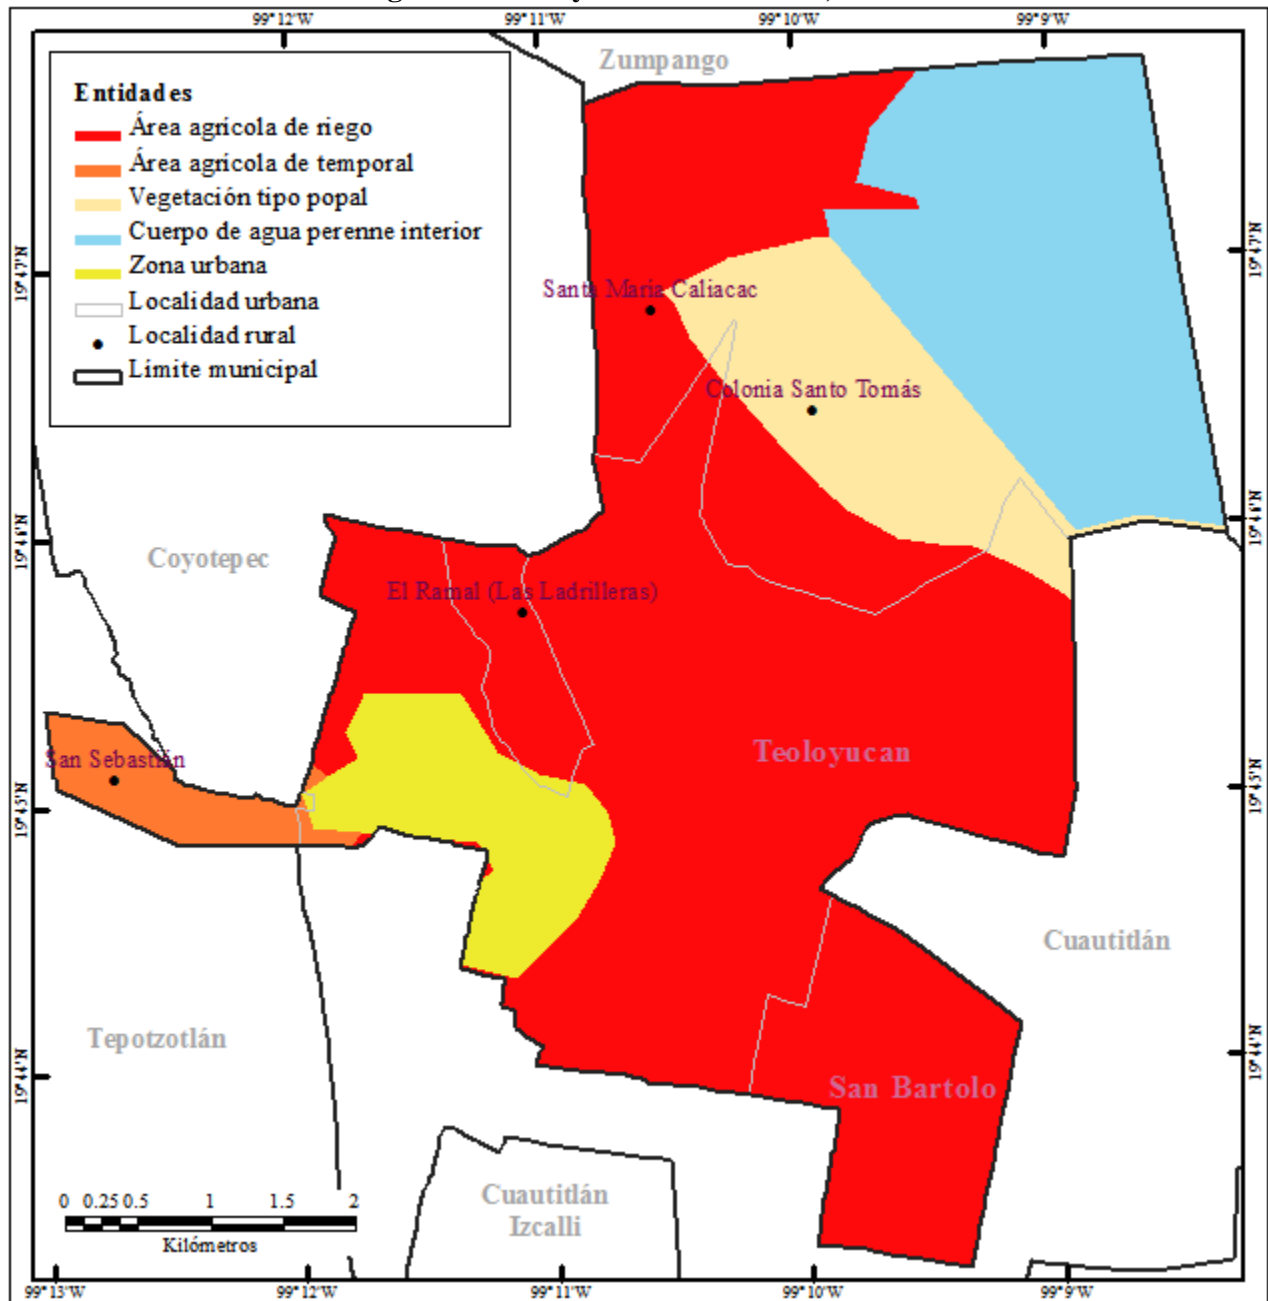 99°12'W
99°11'W
99°10'W
99°9'W
Zumpango
Entidades
Área agrícola de riego
Área agrícola de temporal
Vegetación tipo popal
Cuerpo de agua perenne interior
Zona urbana
Localidad urbana
Localidad rural
Límite municipal
19°47'N
19°47'N
Santa María Caliacac
Colonia Santo Tomás
19°46'N
19°46'N
Coyotepec
El Ramal (Las Ladrilleras)
Teoloyucan
San Sebastián
19°45'N
19°45'N
Cuautitlán
Tepotzotlán
19°44'N
19°44'N
San Bartolo
Cuautitlán
Izcalli
0 0.25 0.5 1 1.5 2
Kilómetros
99°13'W
99°12'W
99°11'W
99°10'W
99°9'W